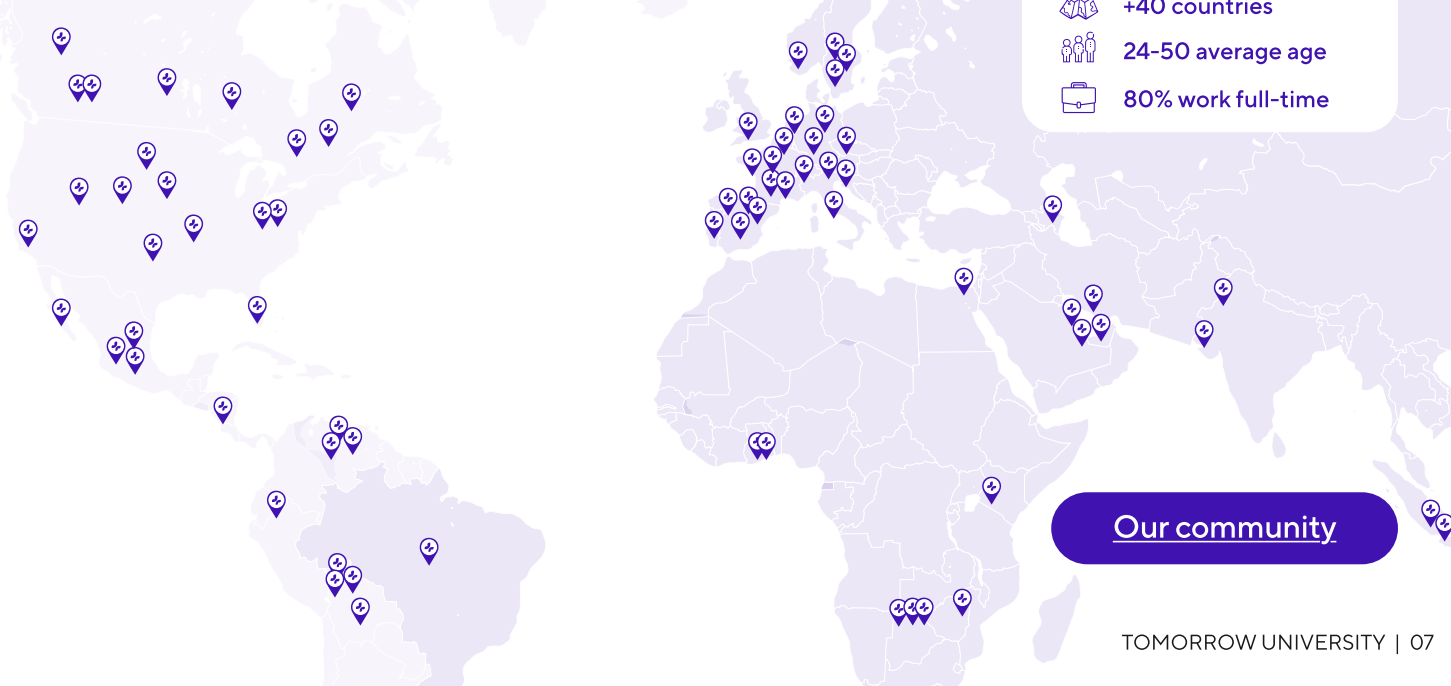 +40 countries
24-50 average age
80% work full-time
Our community
TOMORROW UNIVERSITY | 07